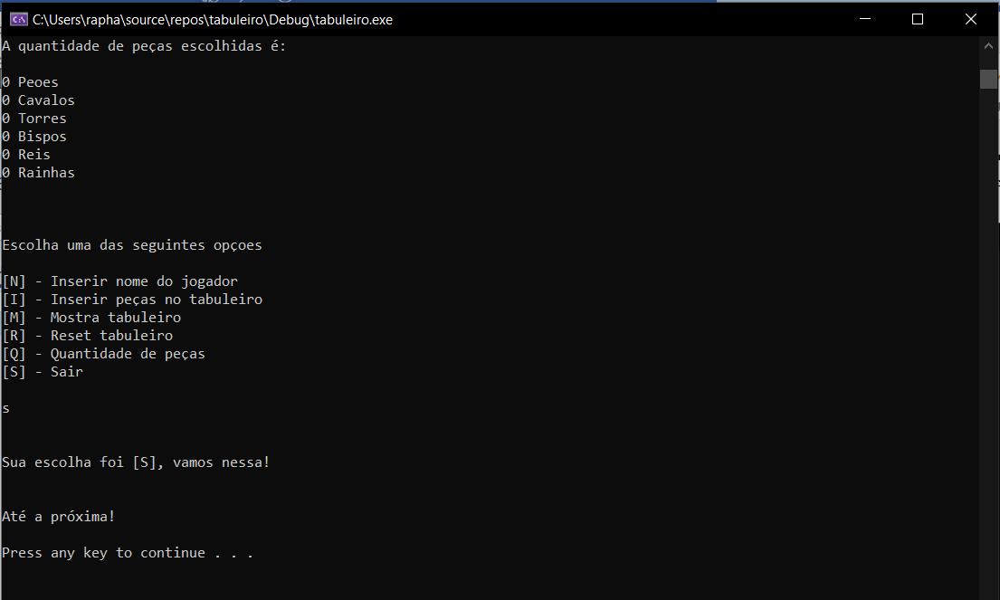 C:\Users\rapha\source\repos\tabuleiro\Debug\tabuleiro.exe
A quantidade de peças escolhidas é:
0 Peoes
0 Cavalos
0 Torres
0 Bispos
0 Reis
0 Rainhas
Escolha uma das seguintes opçoes
[N] - Inserir nome do jogador
[I] - Inserir peças no tabuleiro
[M] - Mostra tabuleiro
[R] - Reset tabuleiro
[Q] - Quantidade de peças
[S] - Sair
s
Sua escolha foi [S], vamos nessa!
Até a próxima!
Press any key to continue . . .